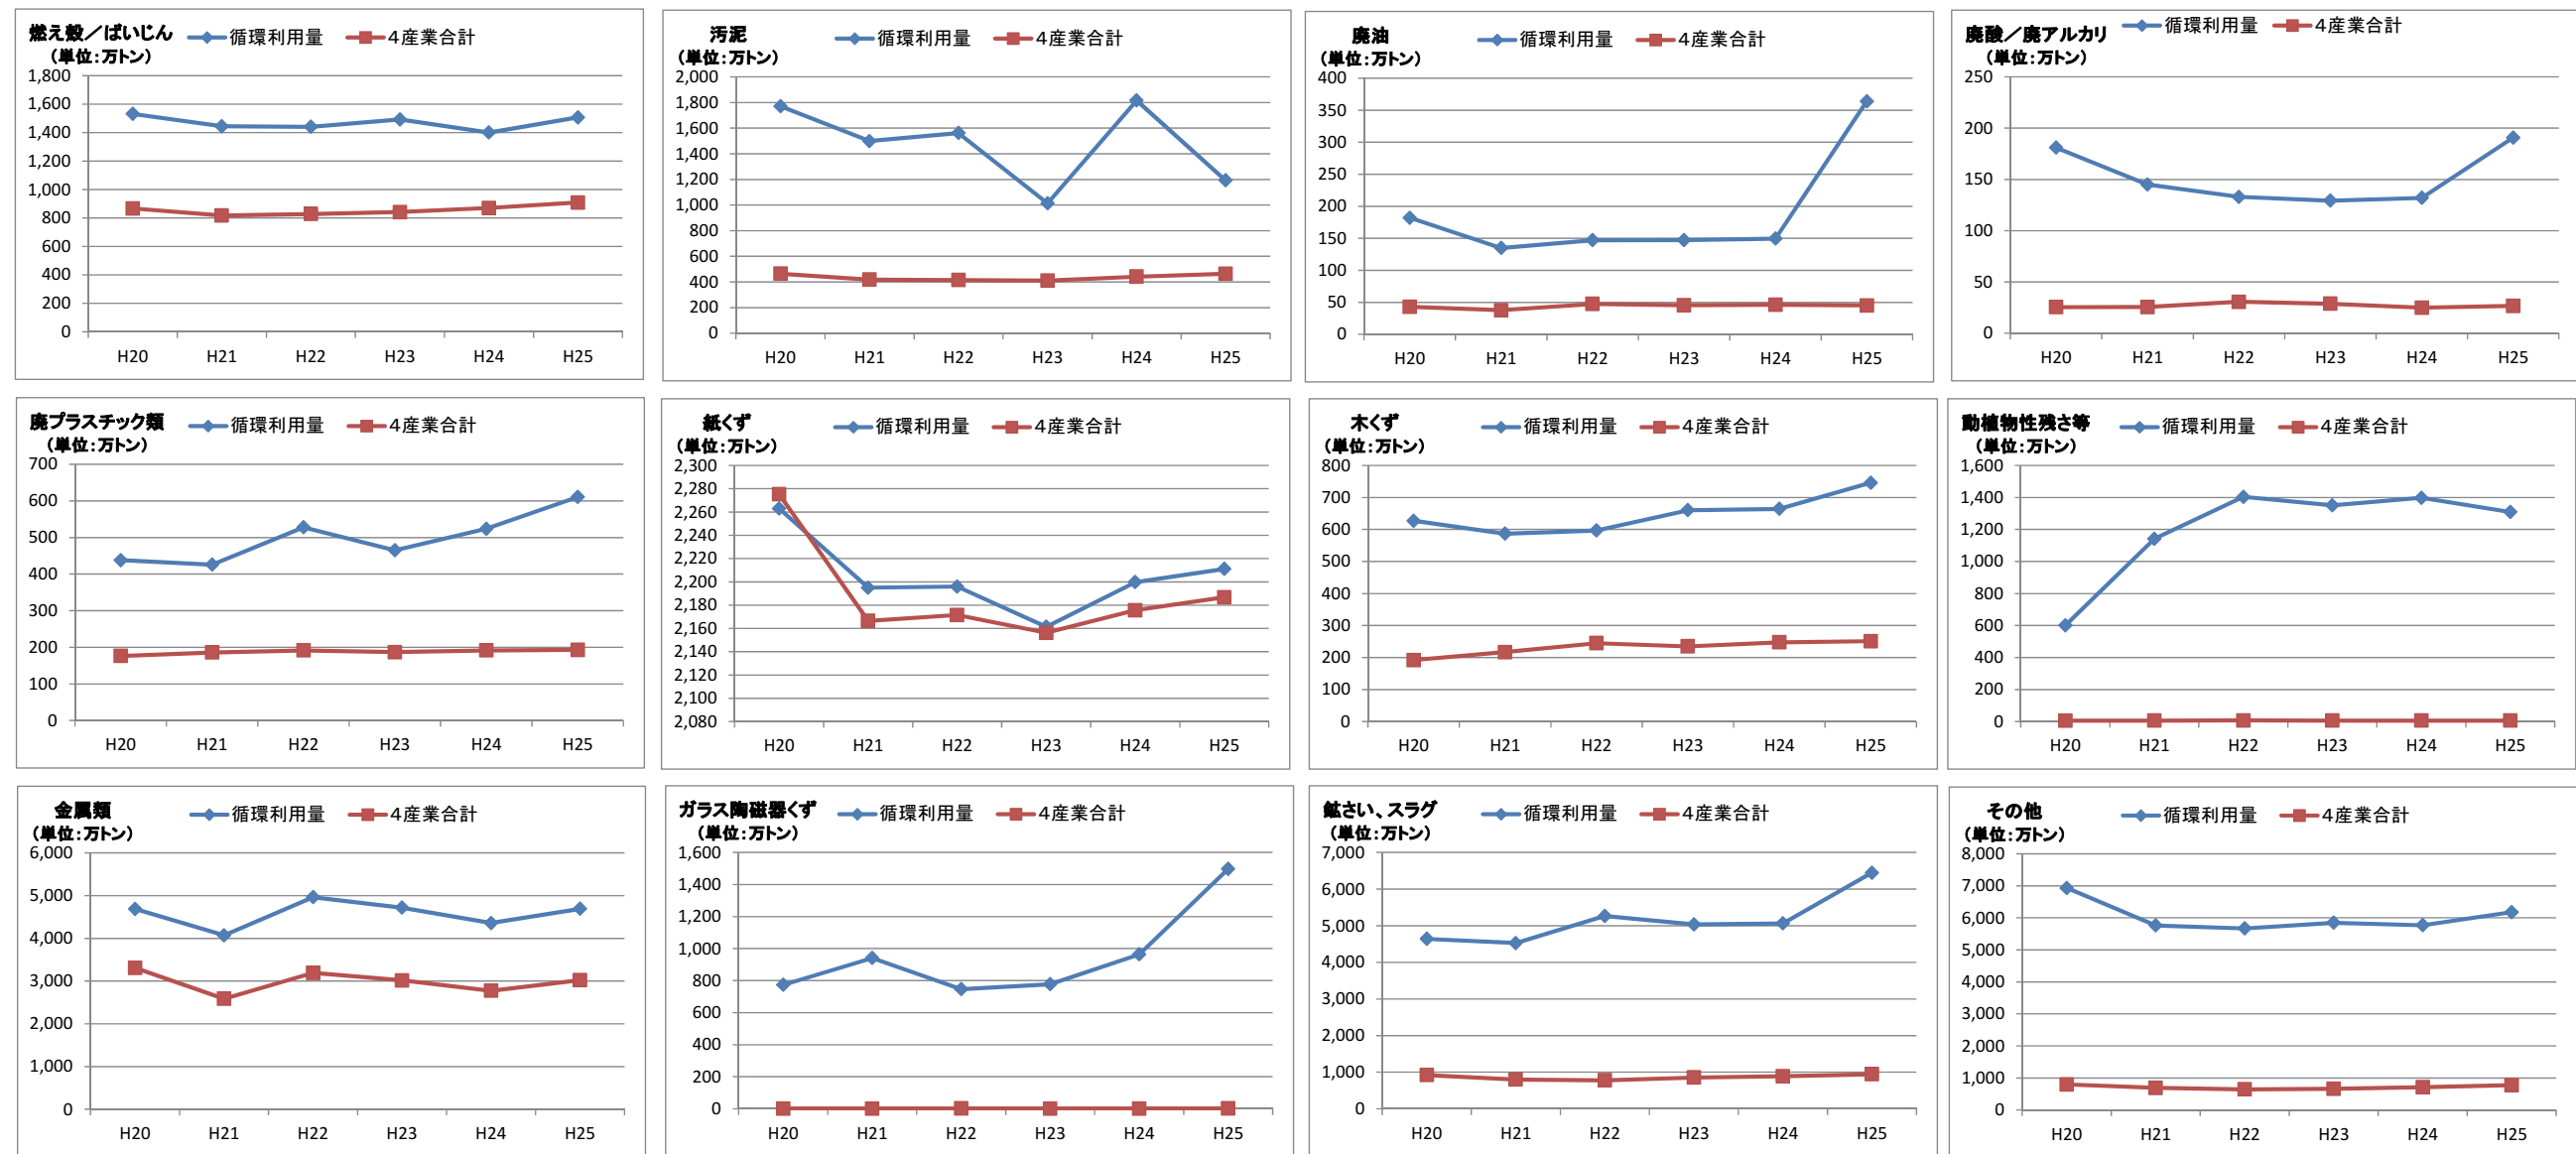 燃え殻／ばいじん 循環利用量 4産業合計
（単位：万トン）
1,800
1,600
1,400
1,200
1,000
800
600
400
200
0
H20 H21 H22 H23 H24 H25
汚泥 循環利用量 4産業合計
（単位：万トン）
2,000
1,800
1,600
1,400
1,200
1,000
800
600
400
200
0
H20 H21 H22 H23 H24 H25
廃油 循環利用量 4産業合計
（単位：万トン）
400
350
300
250
200
150
100
50
0
H20 H21 H22 H23 H24 H25
廃酸／廃アルカリ 循環利用量 4産業合計
（単位：万トン）
250
200
150
100
50
0
H20 H21 H22 H23 H24 H25
廃プラスチック類 循環利用量 4産業合計
（単位：万トン）
700
600
500
400
300
200
100
0
H20 H21 H22 H23 H24 H25
紙くず 循環利用量 4産業合計
（単位：万トン）
2,300
2,280
2,260
2,240
2,220
2,200
2,180
2,160
2,140
2,120
2,100
2,080
H20 H21 H22 H23 H24 H25
木くず 循環利用量 4産業合計
（単位：万トン）
800
700
600
500
400
300
200
100
0
H20 H21 H22 H23 H24 H25
動植物性残さ等 循環利用量 4産業合計
（単位：万トン）
1,600
1,400
1,200
1,000
800
600
400
200
0
H20 H21 H22 H23 H24 H25
金属類 循環利用量 4産業合計
（単位：万トン）
6,000
5,000
4,000
3,000
2,000
1,000
0
H20 H21 H22 H23 H24 H25
ガラス陶磁器くず 循環利用量 4産業合計
（単位：万トン）
1,600
1,400
1,200
1,000
800
600
400
200
0
H20 H21 H22 H23 H24 H25
鉱さい、スラグ 循環利用量 4産業合計
（単位：万トン）
7,000
6,000
5,000
4,000
3,000
2,000
1,000
0
H20 H21 H22 H23 H24 H25
その他 循環利用量 4産業合計
（単位：万トン）
8,000
7,000
6,000
5,000
4,000
3,000
2,000
1,000
0
H20 H21 H22 H23 H24 H25